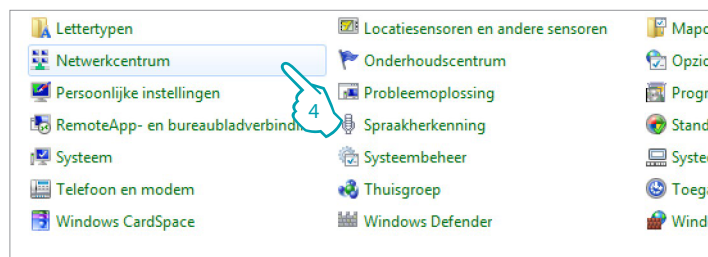 Lettertypen
Locatiesensoren en andere sensoren
Netwerkcentrum
Onderhoudscentrum
Persoonlijke instellingen
Probleemoplossing
4
RemoteApp- en
Spraakherkenning
Systeem
Systeembeheer
Telefoon en modem
Thuisgroep
Windows CardSpace
Windows Defender